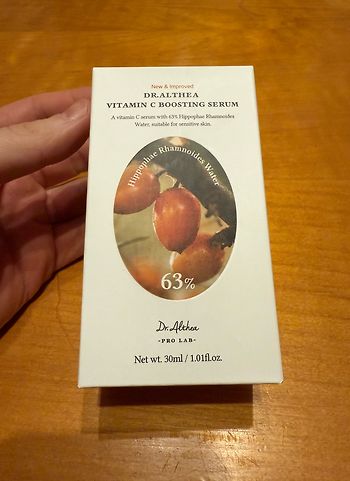 New & Improved
DR.ALTHEA
VITAMIN C BOOSTING SERUM
A vitamin C serum with 63% Hippophae Rhamnoides
Water, suitable for sensitive skin.
Hippophae Rhamnoides Water
63%
Dr. Althea
-PRO LAB-
Net wt. 30ml / 1.01fl.oz.